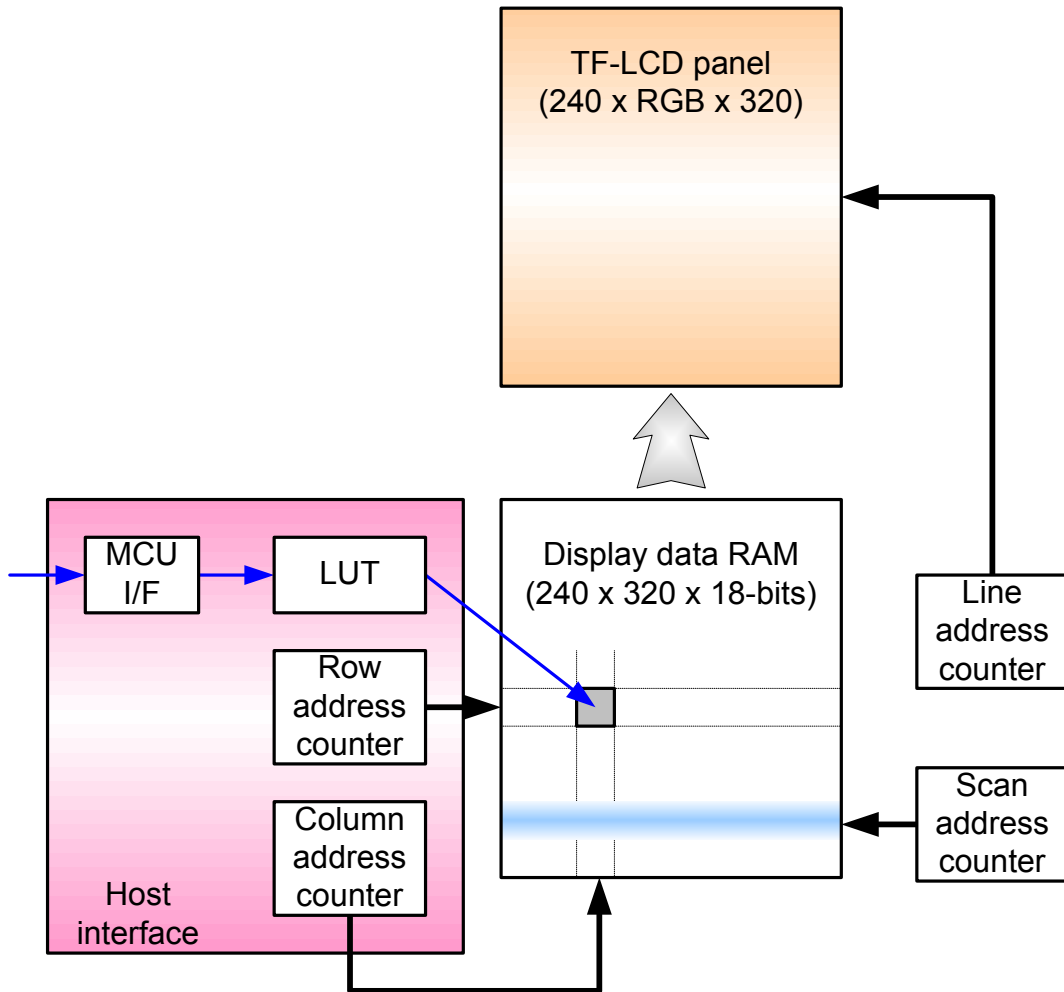 TF-LCD panel
(240 x RGB x 320)
MCU
I/F
LUT
Display data RAM
(240 x 320 x 18-bits)
Line
address
counter
Row
address
counter
Scan
address
counter
Column
address
counter
Host
interface